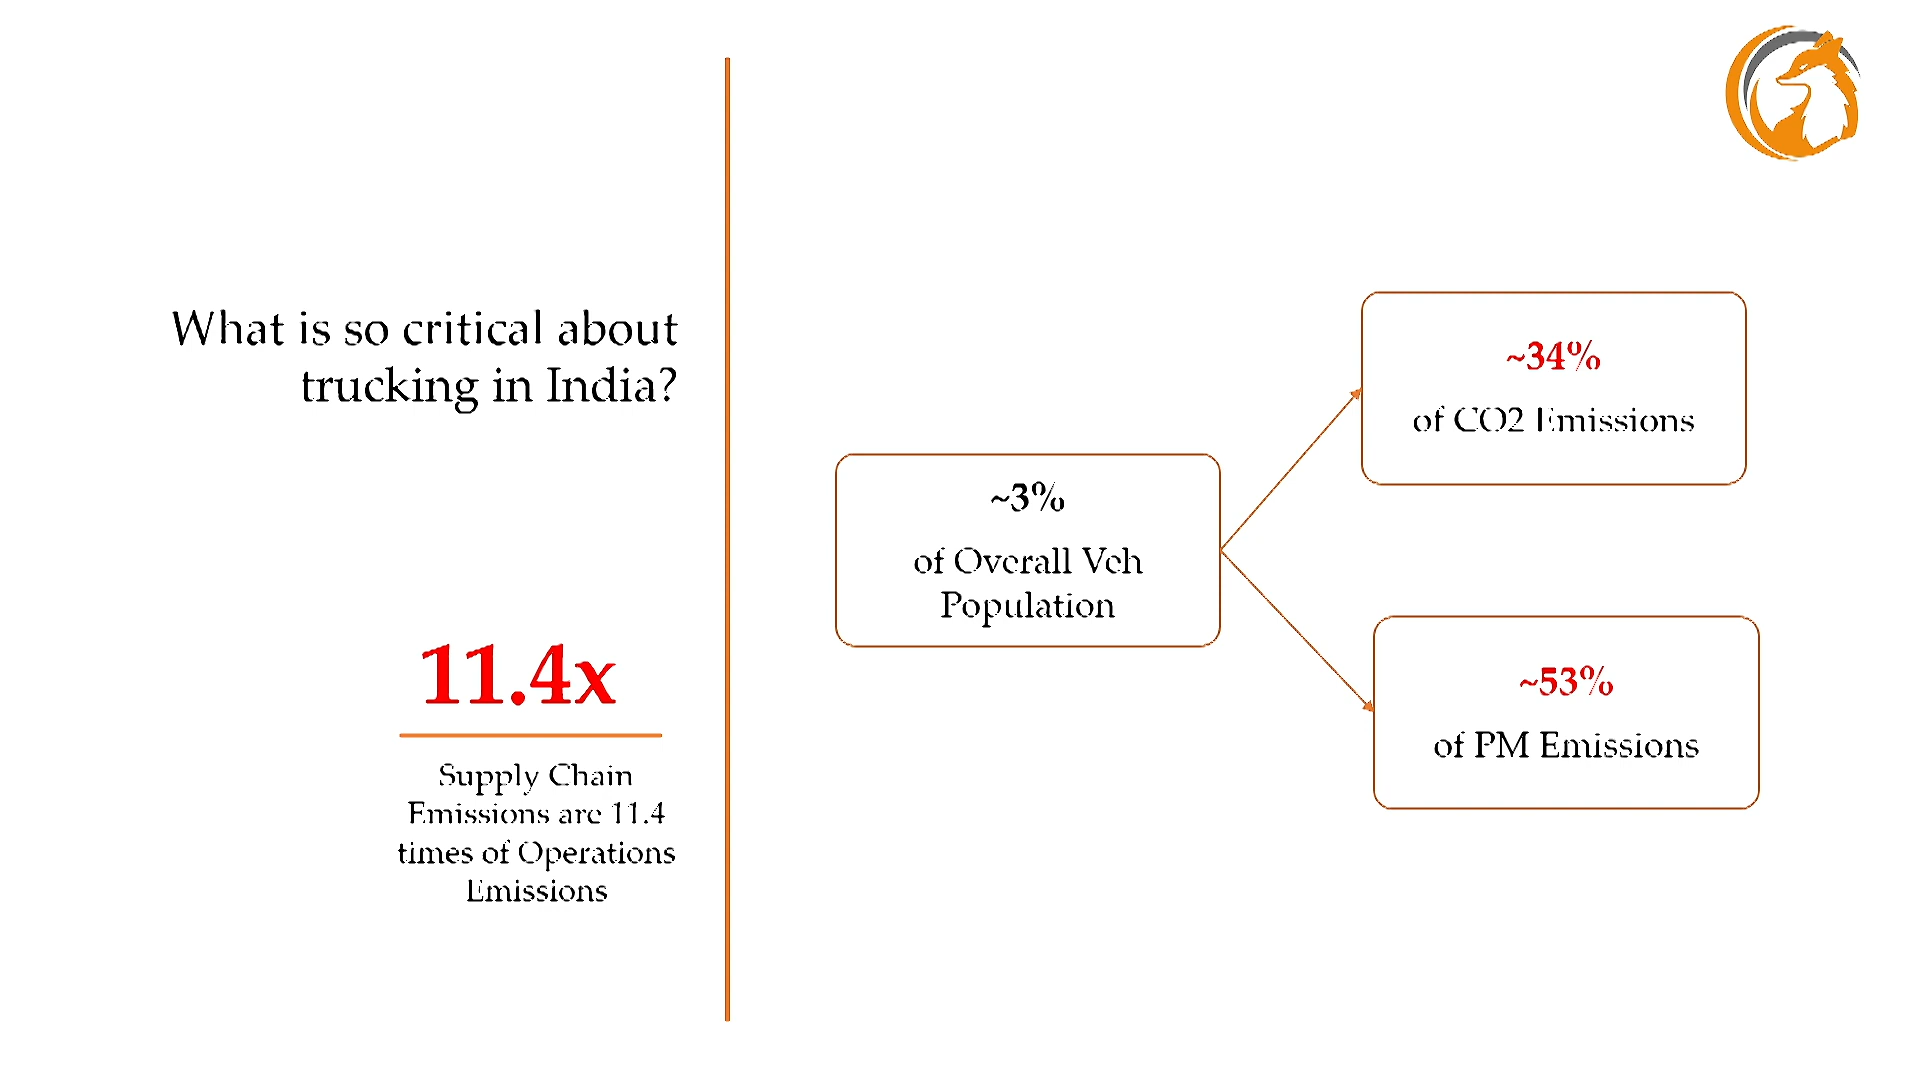 What is so critical about
trucking in India?
11.4x
Supply Chain
Emissions are 11.4
times of Operations
Emissions
~3%
of Overall Veh
Population
~34%
of CO2 Emissions
~53%
of PM Emissions